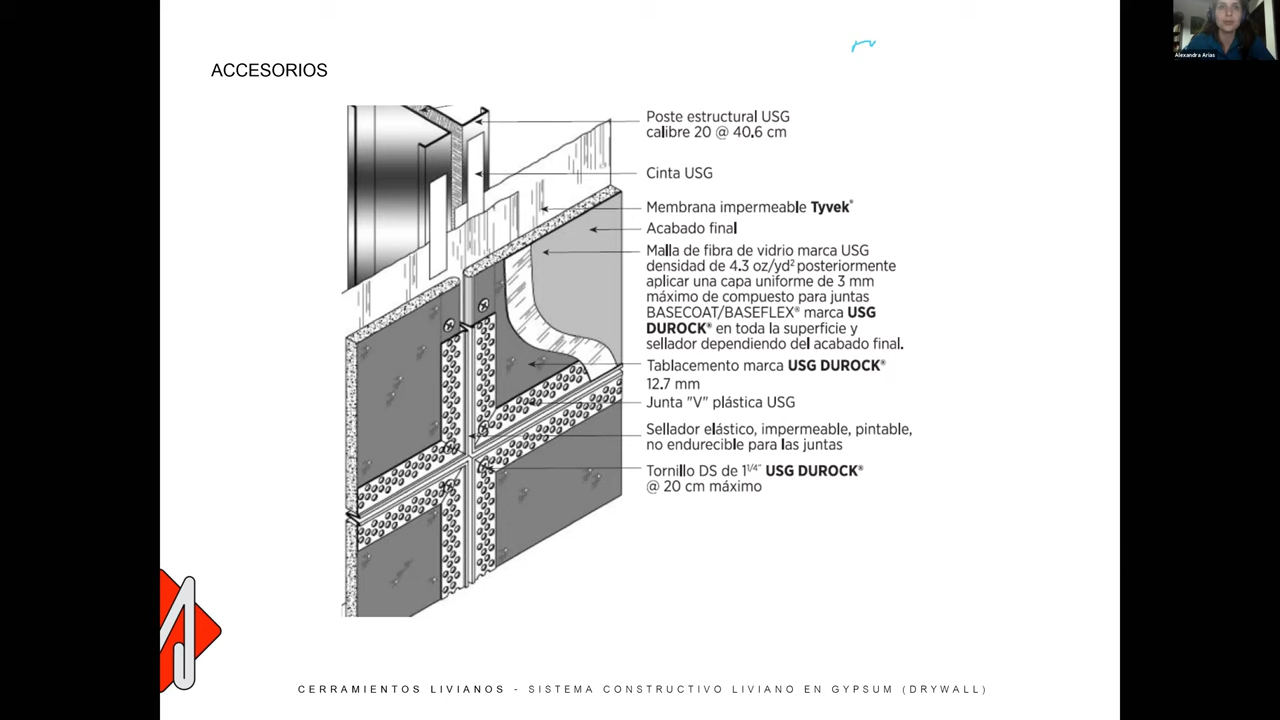 Alexandra Arias
ACCESORIOS
Poste estructural USG
calibre 20 @ 40.6 cm
Cinta USG
Membrana impermeable Tyvek®
Acabado final
Malla de fibra de vidrio marca USG
densidad de 4.3 oz/yd² posteriormente
aplicar una capa uniforme de 3 mm
máximo de compuesto para juntas
BASECOAT/BASEFLEX® marca USG
DUROCK® en toda la superficie y
sellador dependiendo del acabado final.
Tablacemento marca USG DUROCK®
12.7 mm
Junta "V" plástica USG
Sellador elástico, impermeable, pintable,
no endurecible para las juntas
Tornillo DS de 1 1/4" USG DUROCK®
@ 20 cm máximo
CERRAMIENTOS LIVIANOS - SISTEMA CONSTRUCTIVO LIVIANO EN GYPSUM (DRYWALL)